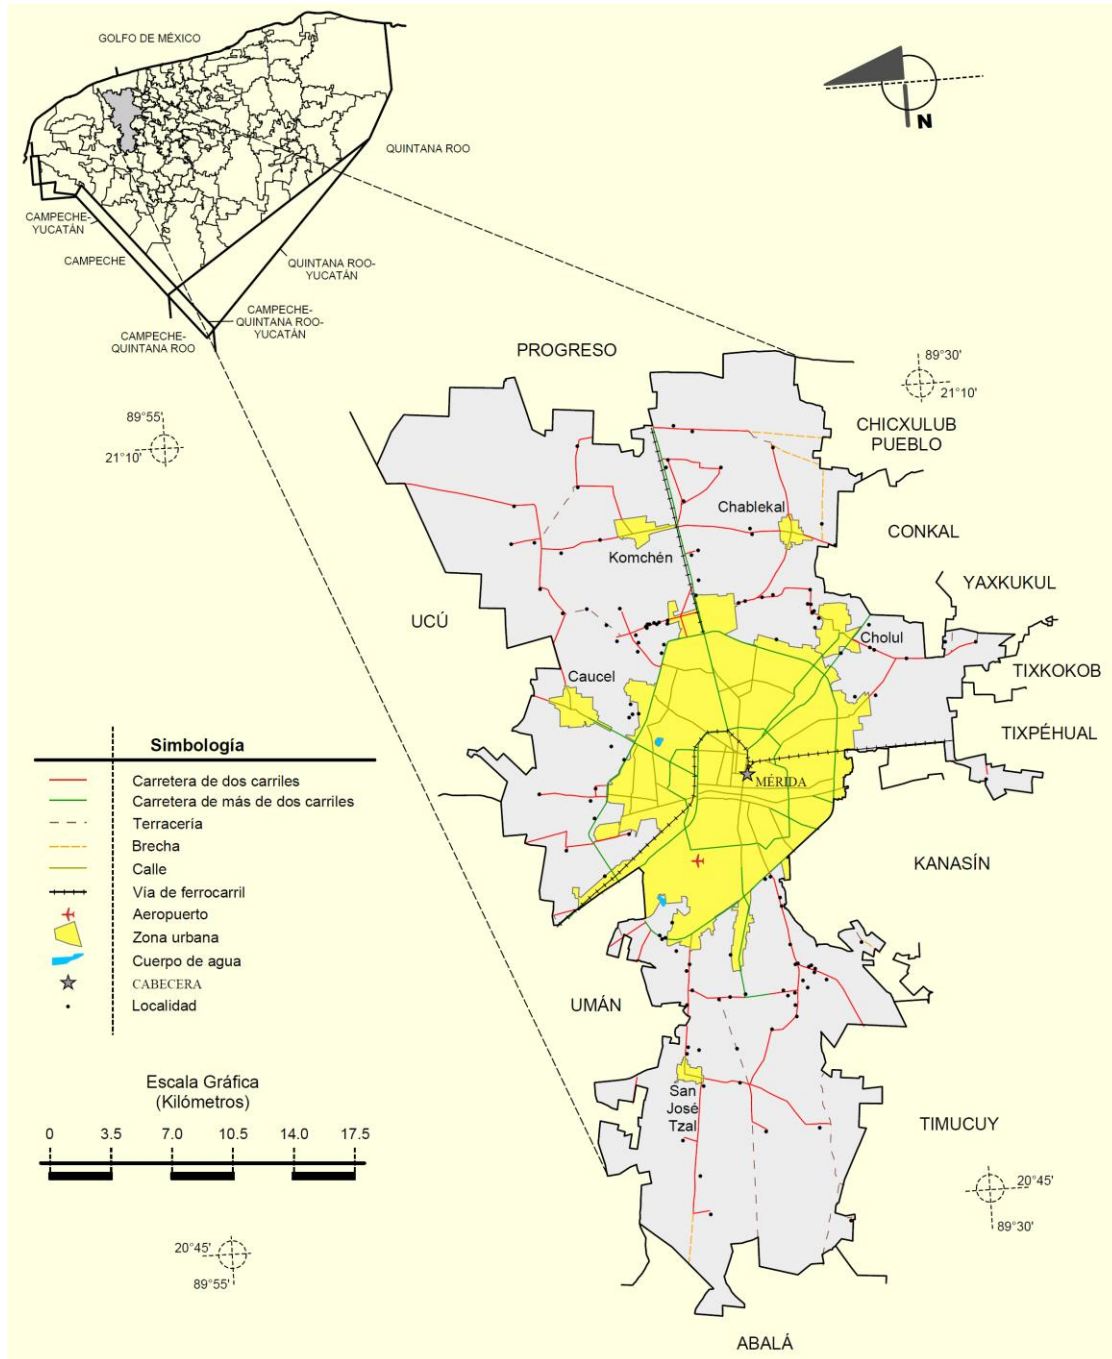 GOLFO DE MÉXICO
N
QUINTANA ROO
CAMPECHE-
YUCATÁN
CAMPECHE
QUINTANA ROO-
YUCATÁN
CAMPECHE-
QUINTANA ROO-
YUCATÁN
CAMPECHE-
QUINTANA ROO
PROGRESO
89°30'
21°10'
89°55'
21°10'
CHICXULUB
PUEBLO
Chablekal
CONKAL
Komchén
YAXKUKUL
UCÚ
Cholul
TIXKOKOB
Caucel
TIXPÉHUAL
MÉRIDA
KANASÍN
Simbología
Carretera de dos carriles
Carretera de más de dos carriles
Terracería
Brecha
Calle
Vía de ferrocarril
Aeropuerto
Zona urbana
Cuerpo de agua
CABECERA
Localidad
UMÁN
San
José
Tzal
TIMUCUY
Escala Gráfica
(Kilómetros)
0 3.5 7.0 10.5 14.0 17.5
20°45'
89°30'
20°45'
89°55'
ABALÁ